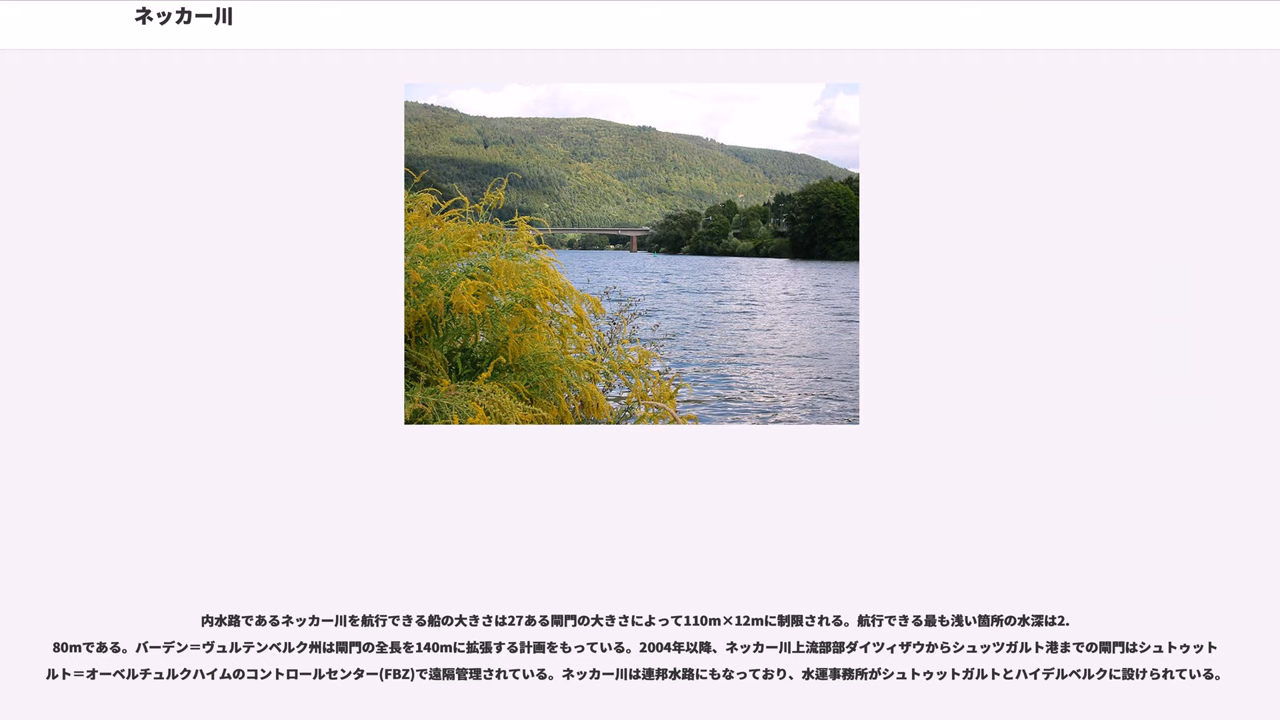 ネッカー川
内水路であるネッカー川を航行できる船の大きさは27ある閘門の大きさによって110m×12mに制限される。航行できる最も浅い箇所の水深は2.
80mである。バーデン＝ヴュルテンベルク州は閘門の全長を140mに拡張する計画をもっている。2004年以降、ネッカー川上流部部ダイツィザウからシュッツガルト港までの閘門はシュトゥット
ルト＝オーベルチュルクハイムのコントロールセンター(FBZ)で遠隔管理されている。ネッカー川は連邦水路にもなっており、水運事務所がシュトゥットガルトとハイデルベルクに設けられている。